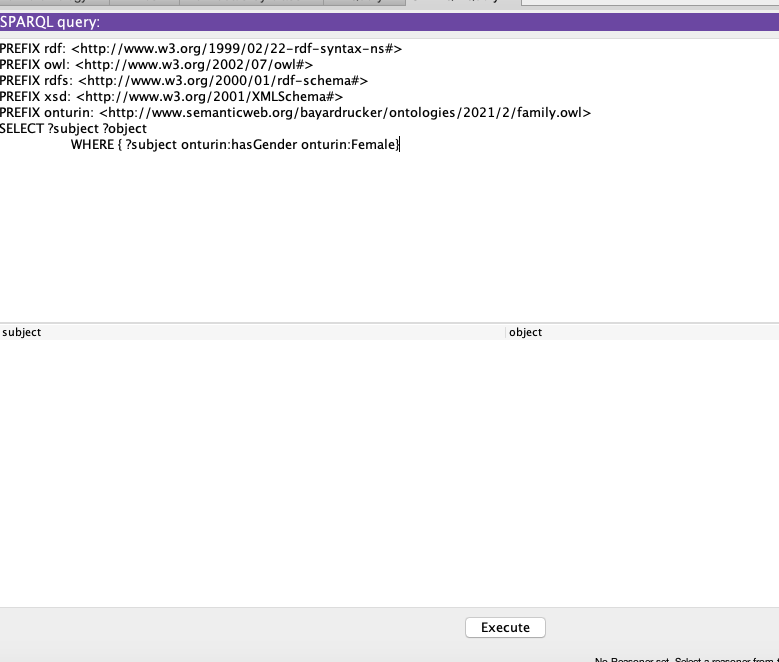 SPARQL query:
PREFIX rdf: <http://www.w3.org/1999/02/22-rdf-syntax-ns#>
PREFIX owl: <http://www.w3.org/2002/07/owl#>
PREFIX rdfs: <http://www.w3.org/2000/01/rdf-schema#>
PREFIX xsd: <http://www.w3.org/2001/XMLSchema#>
PREFIX onturin: <http://www.semanticweb.org/bayardrucker/ontologies/2021/2/family.owl>
SELECT ?subject ?object
WHERE { ?subject onturin:hasGender onturin:Female}
subject object
Execute
No Reasoner set. Select a reasoner from